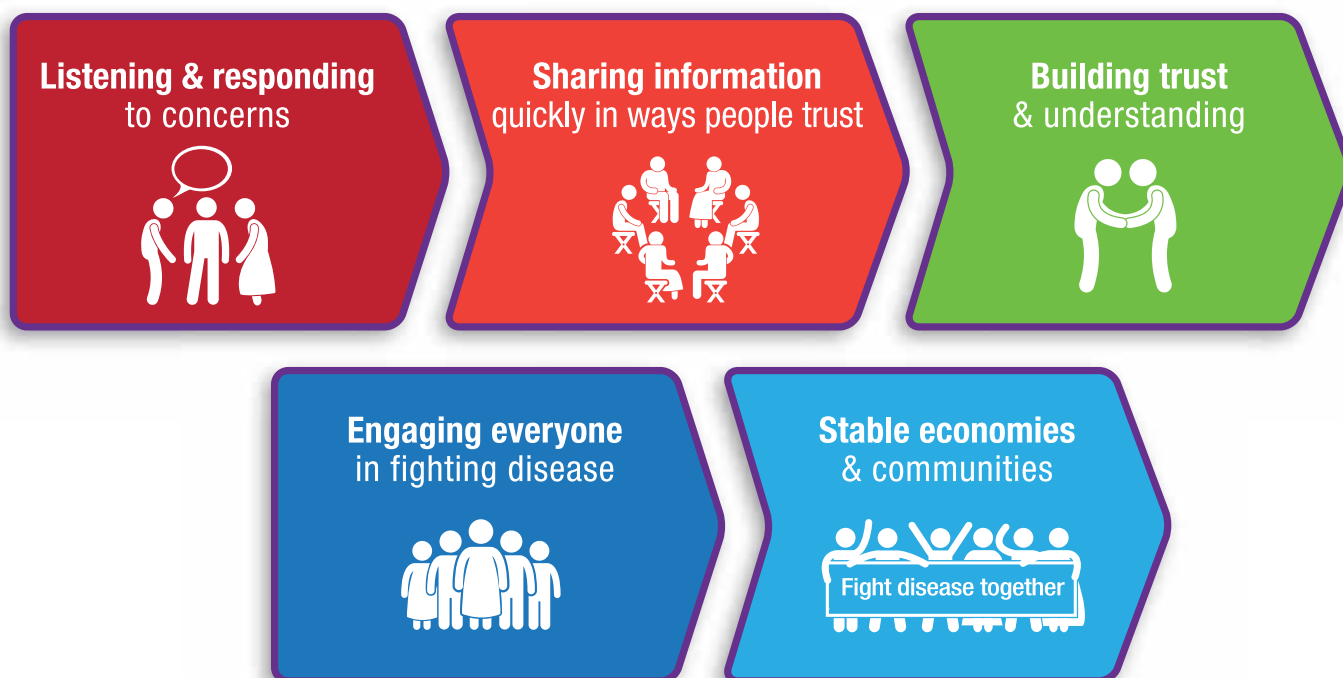 Listening & responding
to concerns
Sharing information
quickly in ways people trust
Building trust
& understanding
Engaging everyone
in fighting disease
Stable economies
& communities
Fight disease together